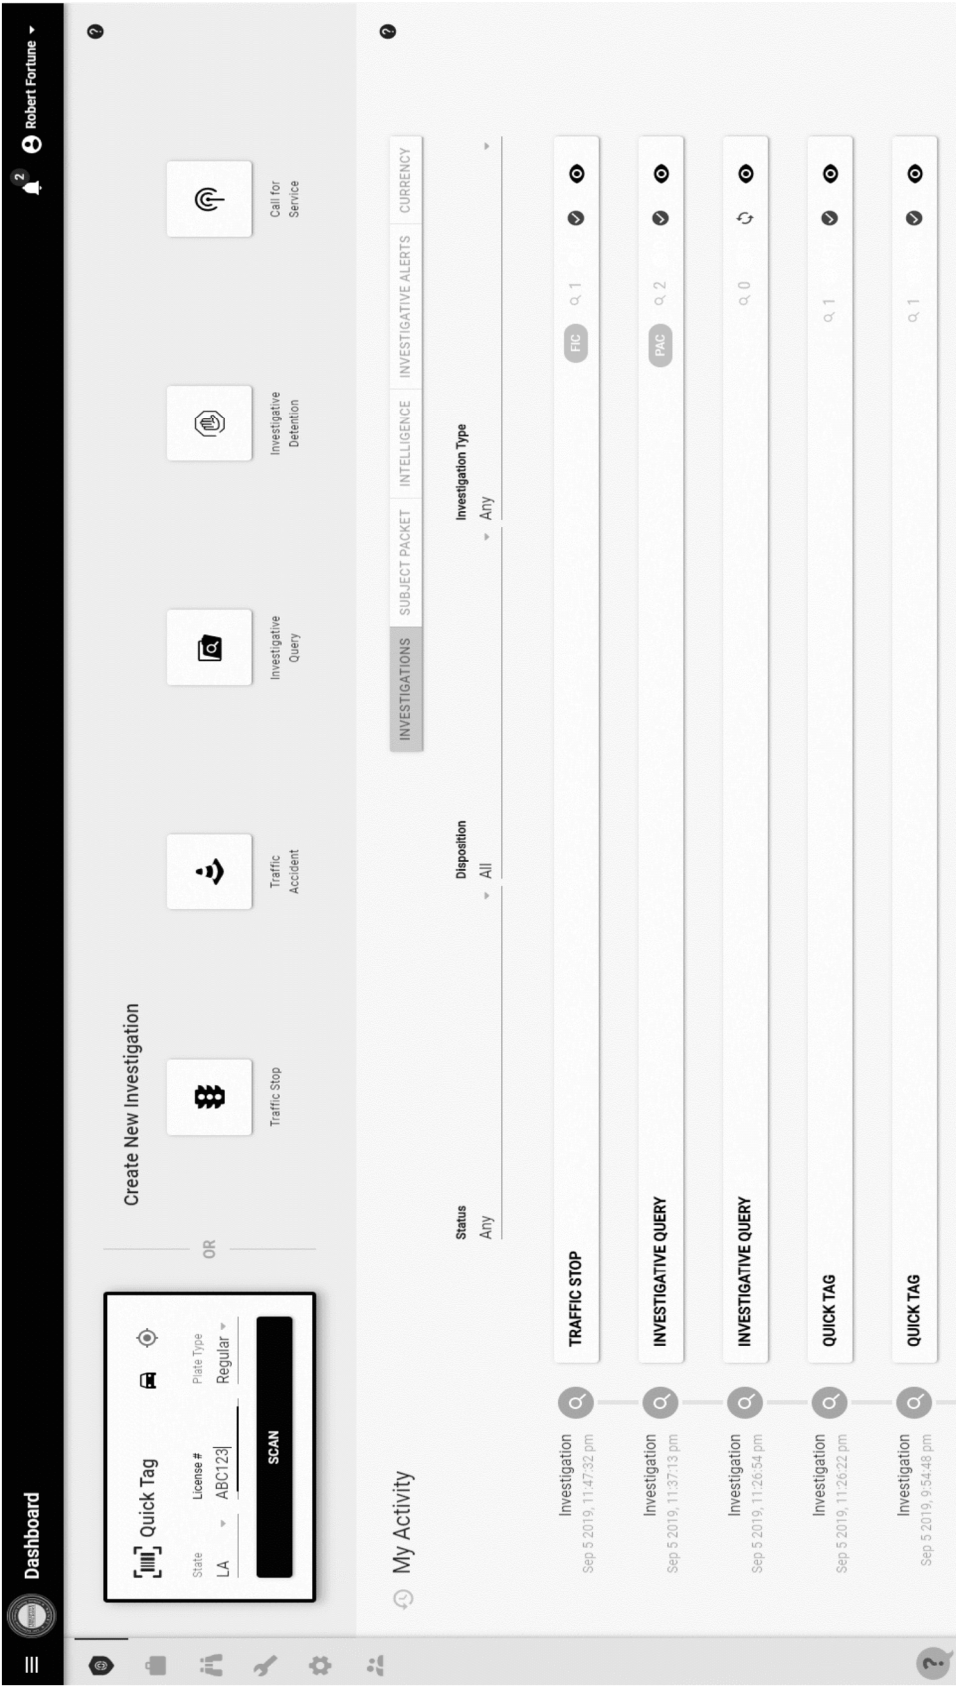 Dashboard
2
Robert Fortune
?
Quick Tag
State
License #
Plate Type
LA
ABC123
Regular
SCAN
OR
Create New Investigation
Traffic Stop
Traffic
Accident
Investigative
Query
Investigative
Detention
Call for
Service
My Activity
?
INVESTIGATIONS SUBJECT PACKET INTELLIGENCE INVESTIGATIVE ALERTS CURRENCY
Status
Disposition
Investigation Type
Any
All
Any
Investigation
Sep 5 2019, 11:47:32 pm
TRAFFIC STOP
FIC
1
Investigation
Sep 5 2019, 11:37:13 pm
INVESTIGATIVE QUERY
PAC
2
Investigation
Sep 5 2019, 11:26:54 pm
INVESTIGATIVE QUERY
0
Investigation
Sep 5 2019, 11:26:22 pm
QUICK TAG
1
Investigation
Sep 5 2019, 9:54:48 pm
QUICK TAG
1
?